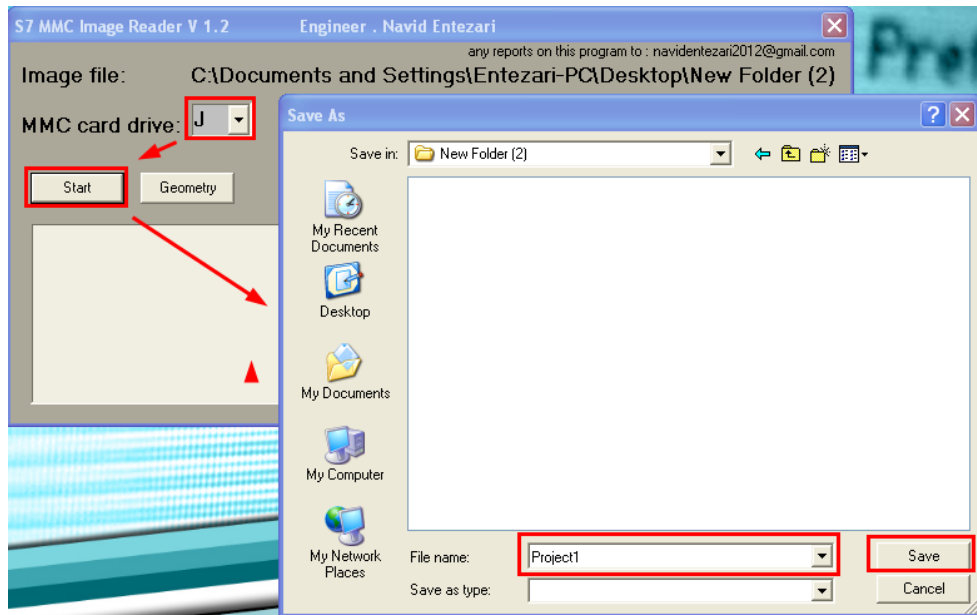 S7 MMC Image Reader V 1.2 Engineer . Navid Entezari
any reports on this program to : navidentezari2012@gmail.com
Image file: C:\Documents and Settings\Entezari-PC\Desktop\New Folder (2)
MMC card drive: J
Start Geometry
Save As
Save in: New Folder (2)
My Recent
Documents
Desktop
My Documents
My Computer
My Network
Places
File name: Project1 Save
Save as type: Cancel